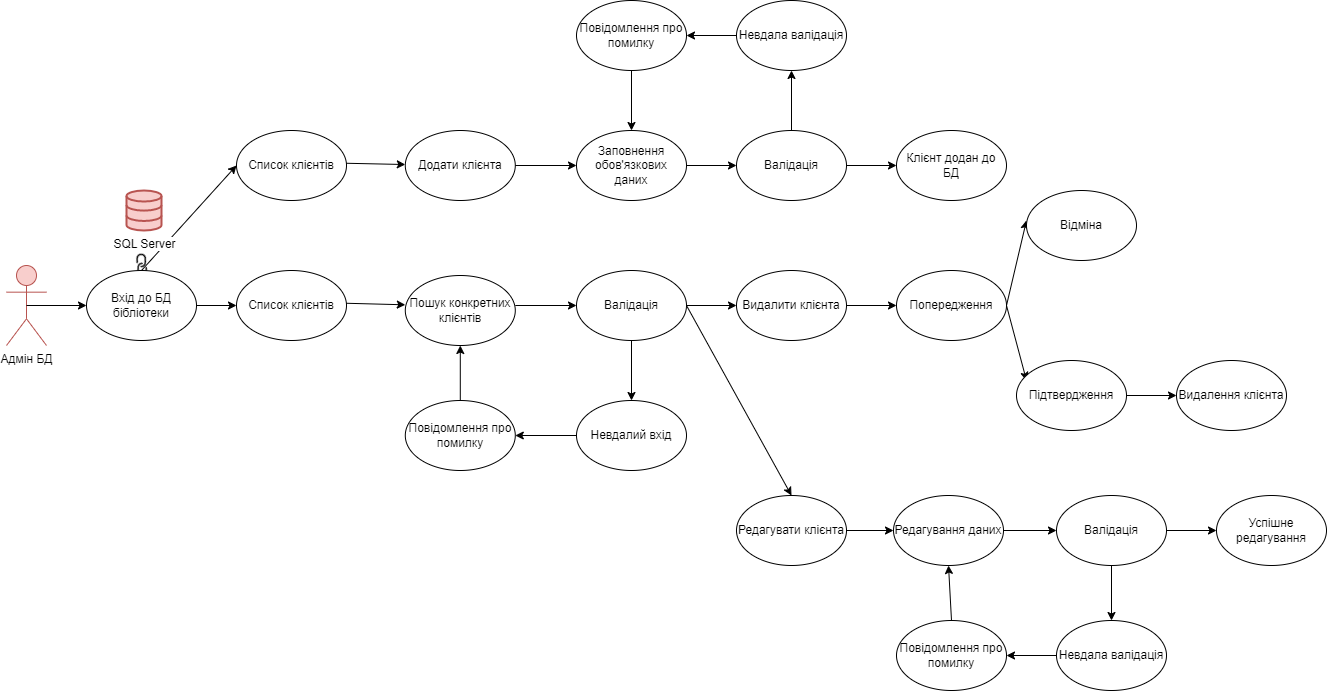 Повідомлення про
помилку
Невдала валідація
Список клієнтів
Додати клієнта
Заповнення
обов'язкових
даних
Валідація
Клієнт додан до
БД
SQL Server
Відміна
Адмін БД
Вхід до БД
бібліотеки
Список клієнтів
Пошук конкретних
клієнтів
Валідація
Видалити клієнта
Попередження
Підтвердження
Видалення клієнта
Повідомлення про
помилку
Невдалий вхід
Редагувати клієнта
Редагування даних
Валідація
Успішне
редагування
Повідомлення про
помилку
Невдала валідація